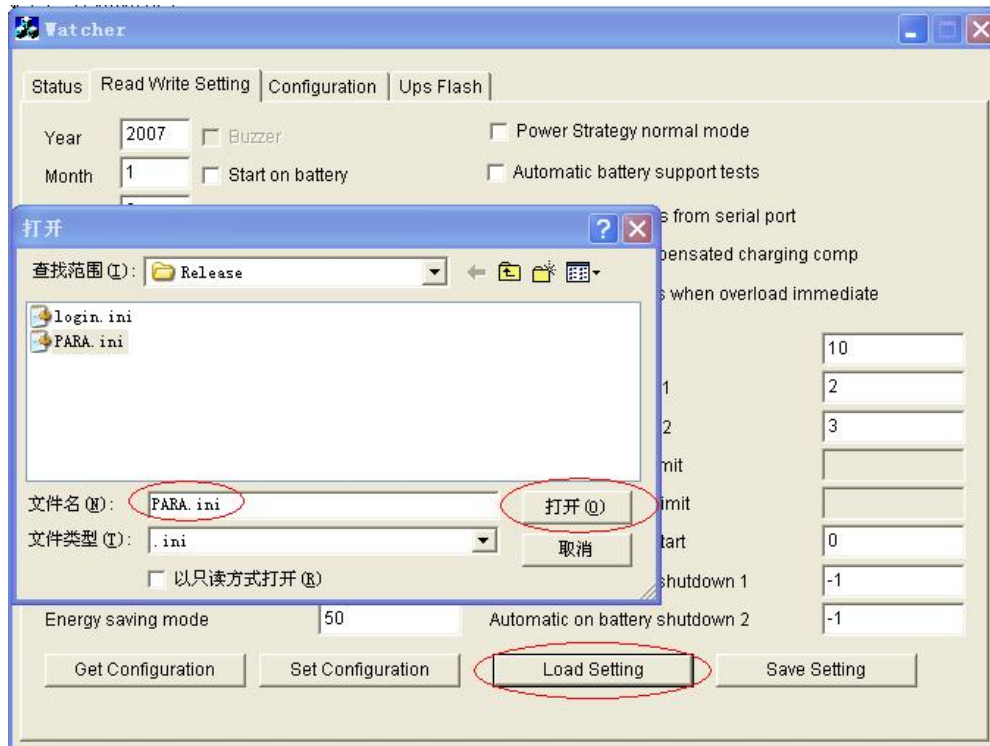 Watcher
Status Read Write Setting Configuration Ups Flash
Year 2007 Buzzer Power Strategy normal mode
Month 1 Start on battery Automatic battery support tests
打开 s from serial port
查找范围(I): Release pensated charging comp
login.ini s when overload immediate
PARA.ini
10
1 2
2 3
mit
文件名(N): PARA.ini 打开(O) imit
文件类型(T): .ini 取消 tart 0
以只读方式打开(R) shutdown 1 -1
Energy saving mode 50 Automatic on battery shutdown 2 -1
Get Configuration Set Configuration Load Setting Save Setting